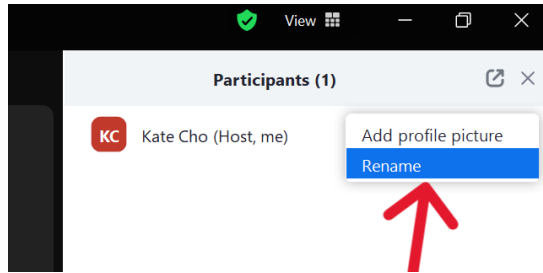 View
Participants (1)
KC Kate Cho (Host, me)
Add profile picture
Rename